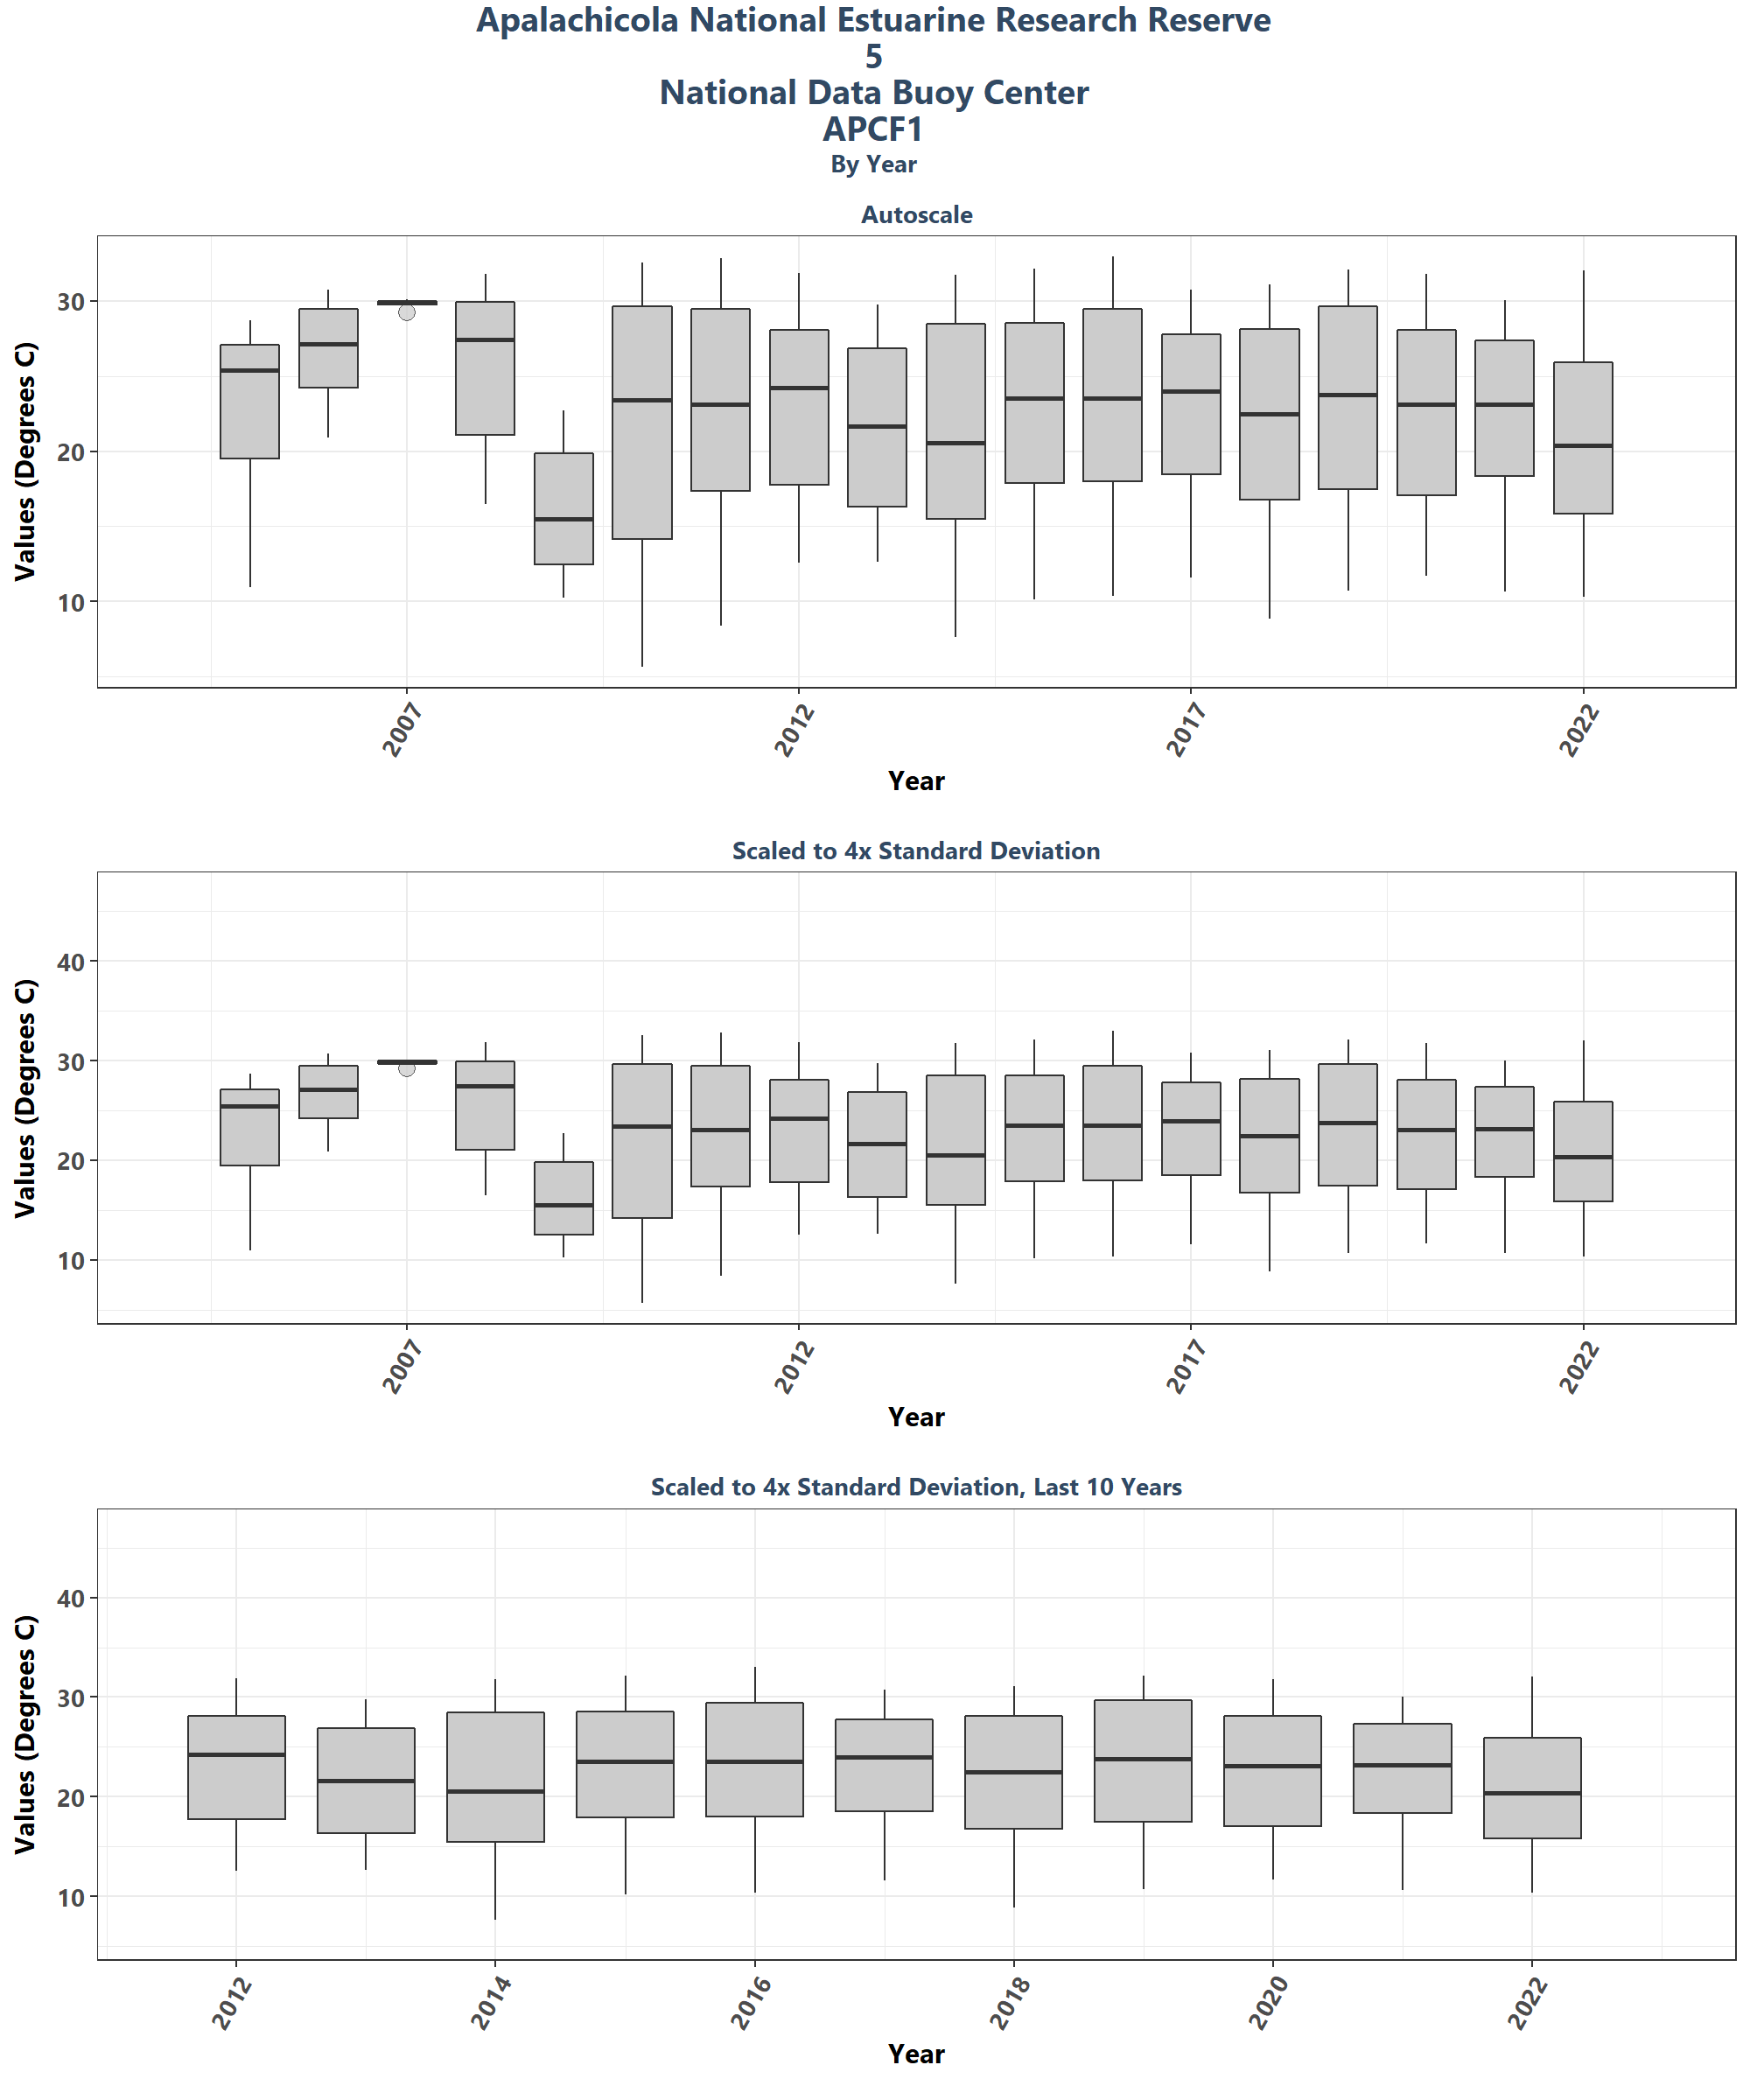 Apalachicola National Estuarine Research Reserve
5
National Data Buoy Center
APCF1
By Year
Autoscale
Values (Degrees C)
30
20
10
2007
2012
2017
2022
Year
Scaled to 4x Standard Deviation
Values (Degrees C)
40
30
20
10
2007
2012
2017
2022
Year
Scaled to 4x Standard Deviation, Last 10 Years
Values (Degrees C)
40
30
20
10
2012
2014
2016
2018
2020
2022
Year